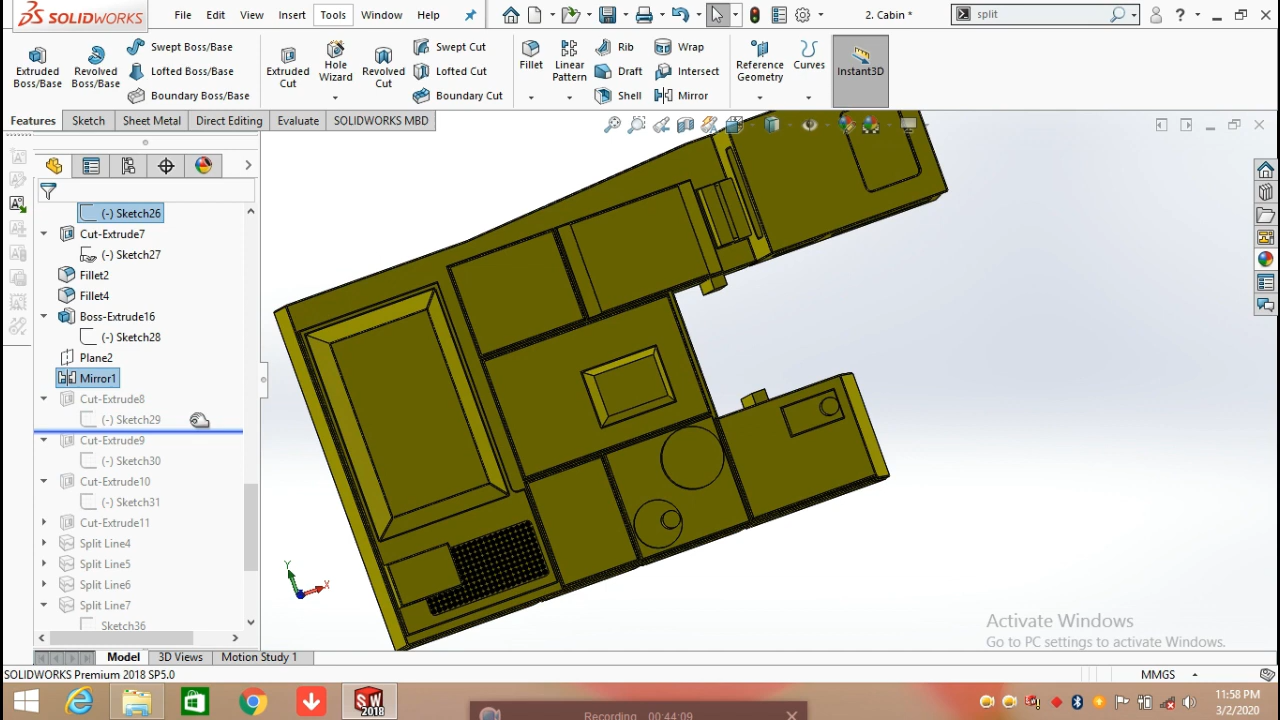 SOLIDWORKS
File
Edit
View
Insert
Tools
Window
Help
2. Cabin *
split
Extruded Boss/Base
Revolved Boss/Base
Swept Boss/Base
Lofted Boss/Base
Boundary Boss/Base
Extruded Cut
Hole Wizard
Revolved Cut
Swept Cut
Lofted Cut
Boundary Cut
Fillet
Linear Pattern
Rib
Draft
Shell
Wrap
Intersect
Mirror
Reference Geometry
Curves
Instant3D
Features
Sketch
Sheet Metal
Direct Editing
Evaluate
SOLIDWORKS MBD
(-) Sketch26
Cut-Extrude7
(-) Sketch27
Fillet2
Fillet4
Boss-Extrude16
(-) Sketch28
Plane2
Mirror1
Cut-Extrude8
(-) Sketch29
Cut-Extrude9
(-) Sketch30
Cut-Extrude10
(-) Sketch31
Cut-Extrude11
Split Line4
Split Line5
Split Line6
Split Line7
Sketch36
Y
X
Activate Windows
Go to PC settings to activate Windows.
Model
3D Views
Motion Study 1
SOLIDWORKS Premium 2018 SP5.0
MMGS
SW
2018
Recording
00:44:09
11:58 PM
3/2/2020